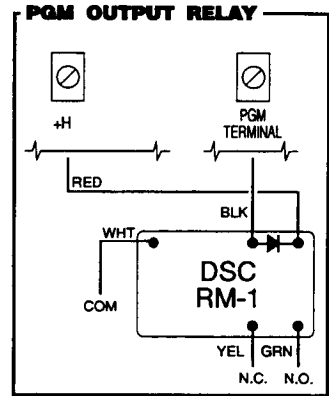 PGM OUTPUT RELAY
+H
PGM
TERMINAL
RED
BLK
WHT
DSC
RM-1
COM
YEL GRN
N.C. N.O.